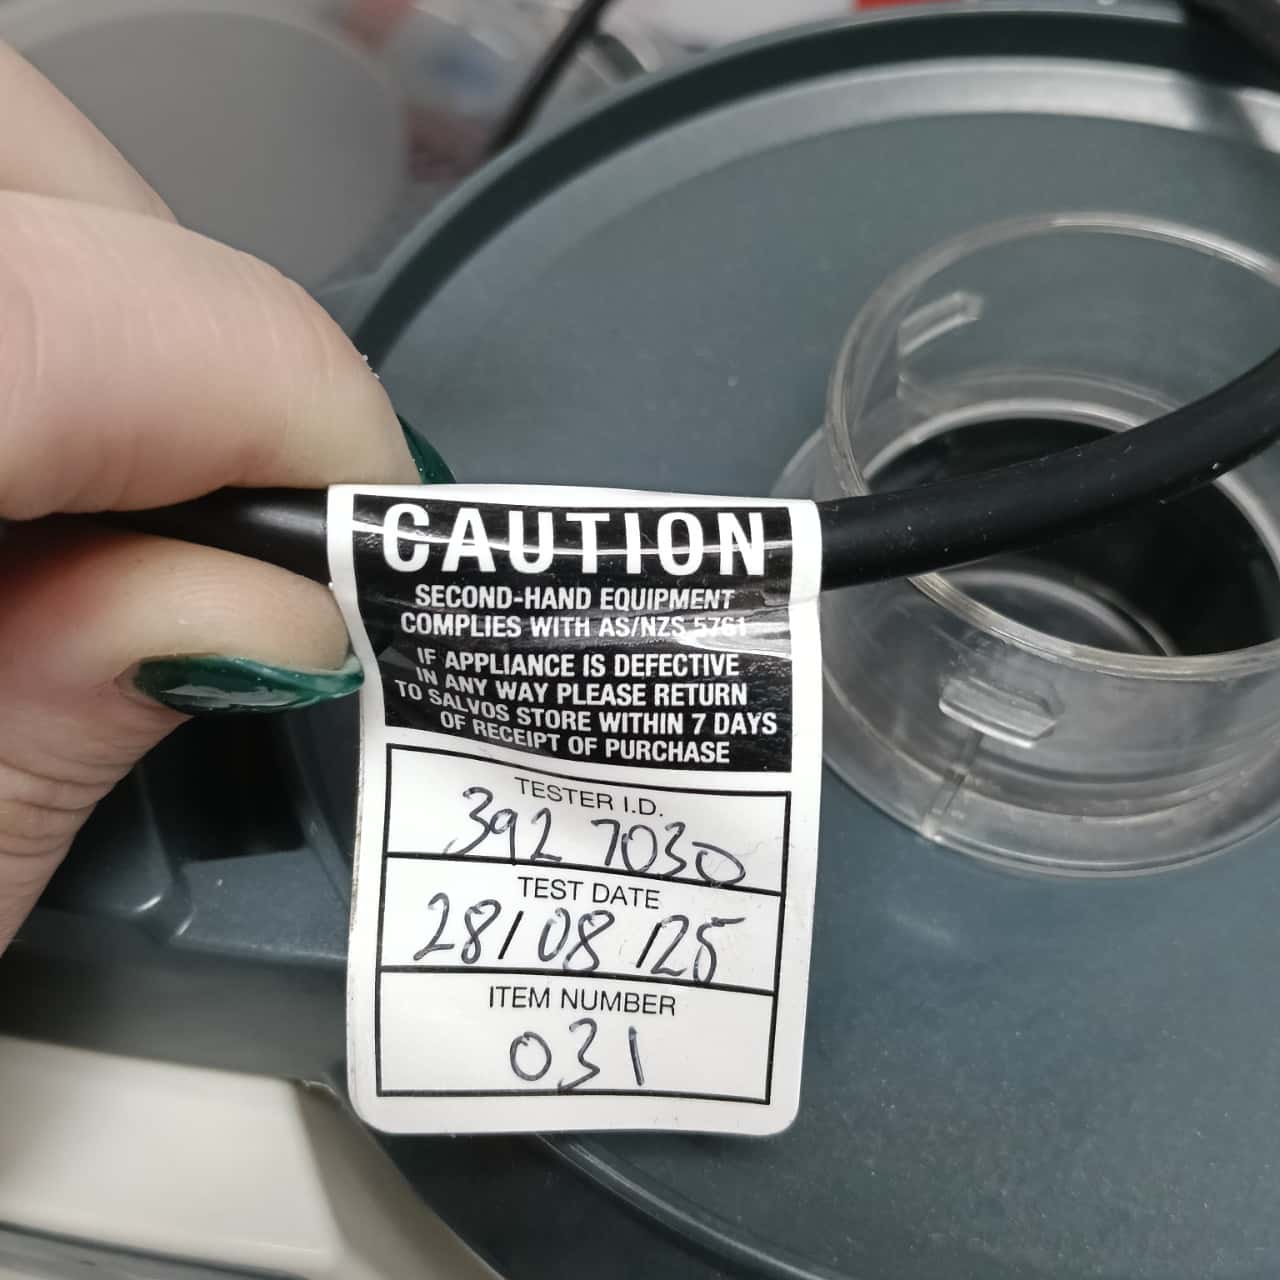 CAUTION
SECOND-HAND EQUIPMENT
COMPLIES WITH AS/NZS 5761
IF APPLIANCE IS DEFECTIVE
IN ANY WAY PLEASE RETURN
TO SALVOS STORE WITHIN 7 DAYS
OF RECEIPT OF PURCHASE
TESTER I.D.
392 7030
TEST DATE
28/08/25
ITEM NUMBER
031